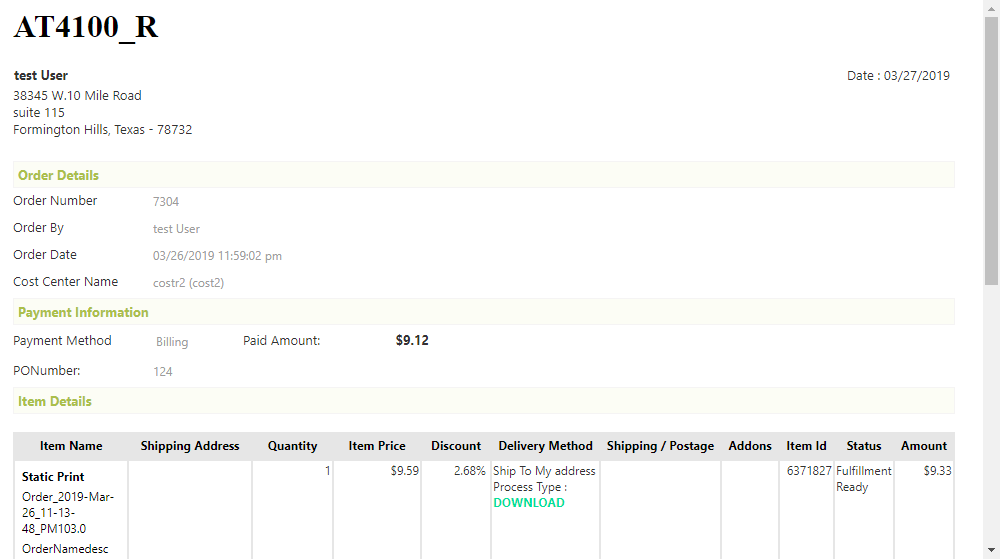 AT4100_R
test User
Date : 03/27/2019
38345 W.10 Mile Road
suite 115
Formington Hills, Texas - 78732
Order Details
Order Number 7304
Order By test User
Order Date 03/26/2019 11:59:02 pm
Cost Center Name costr2 (cost2)
Payment Information
Payment Method Billing Paid Amount: $9.12
PONumber: 124
Item Details
Item Name Shipping Address Quantity Item Price Discount Delivery Method Shipping / Postage Addons Item Id Status Amount
Static Print
Order_2019-Mar-
26_11-13-
48_PM103.0
OrderNamedesc
1
$9.59
2.68%
Ship To My address
Process Type :
DOWNLOAD
6371827
Fulfillment
Ready
$9.33